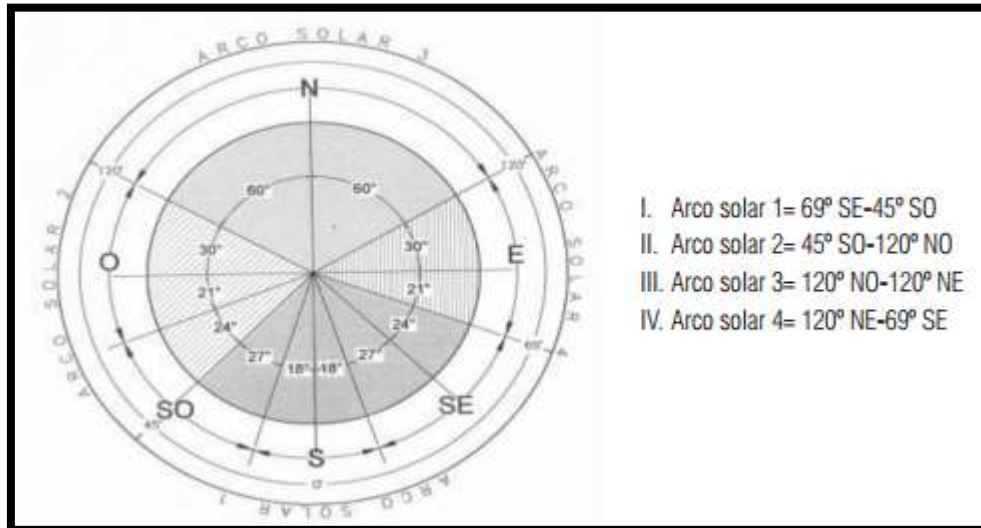 ARCO SOLAR 3
N
ARCO SOLAR 2
120°
120°
ARCO SOLAR 4
60°
60°
30°
30°
O
E
21°
21°
24°
24°
69°
27°
18°
18°
27°
SO
SE
45°
S
0°
ARCO SOLAR 1
I. Arco solar 1= 69º SE-45º SO
II. Arco solar 2= 45º SO-120º NO
III. Arco solar 3= 120º NO-120º NE
IV. Arco solar 4= 120º NE-69º SE